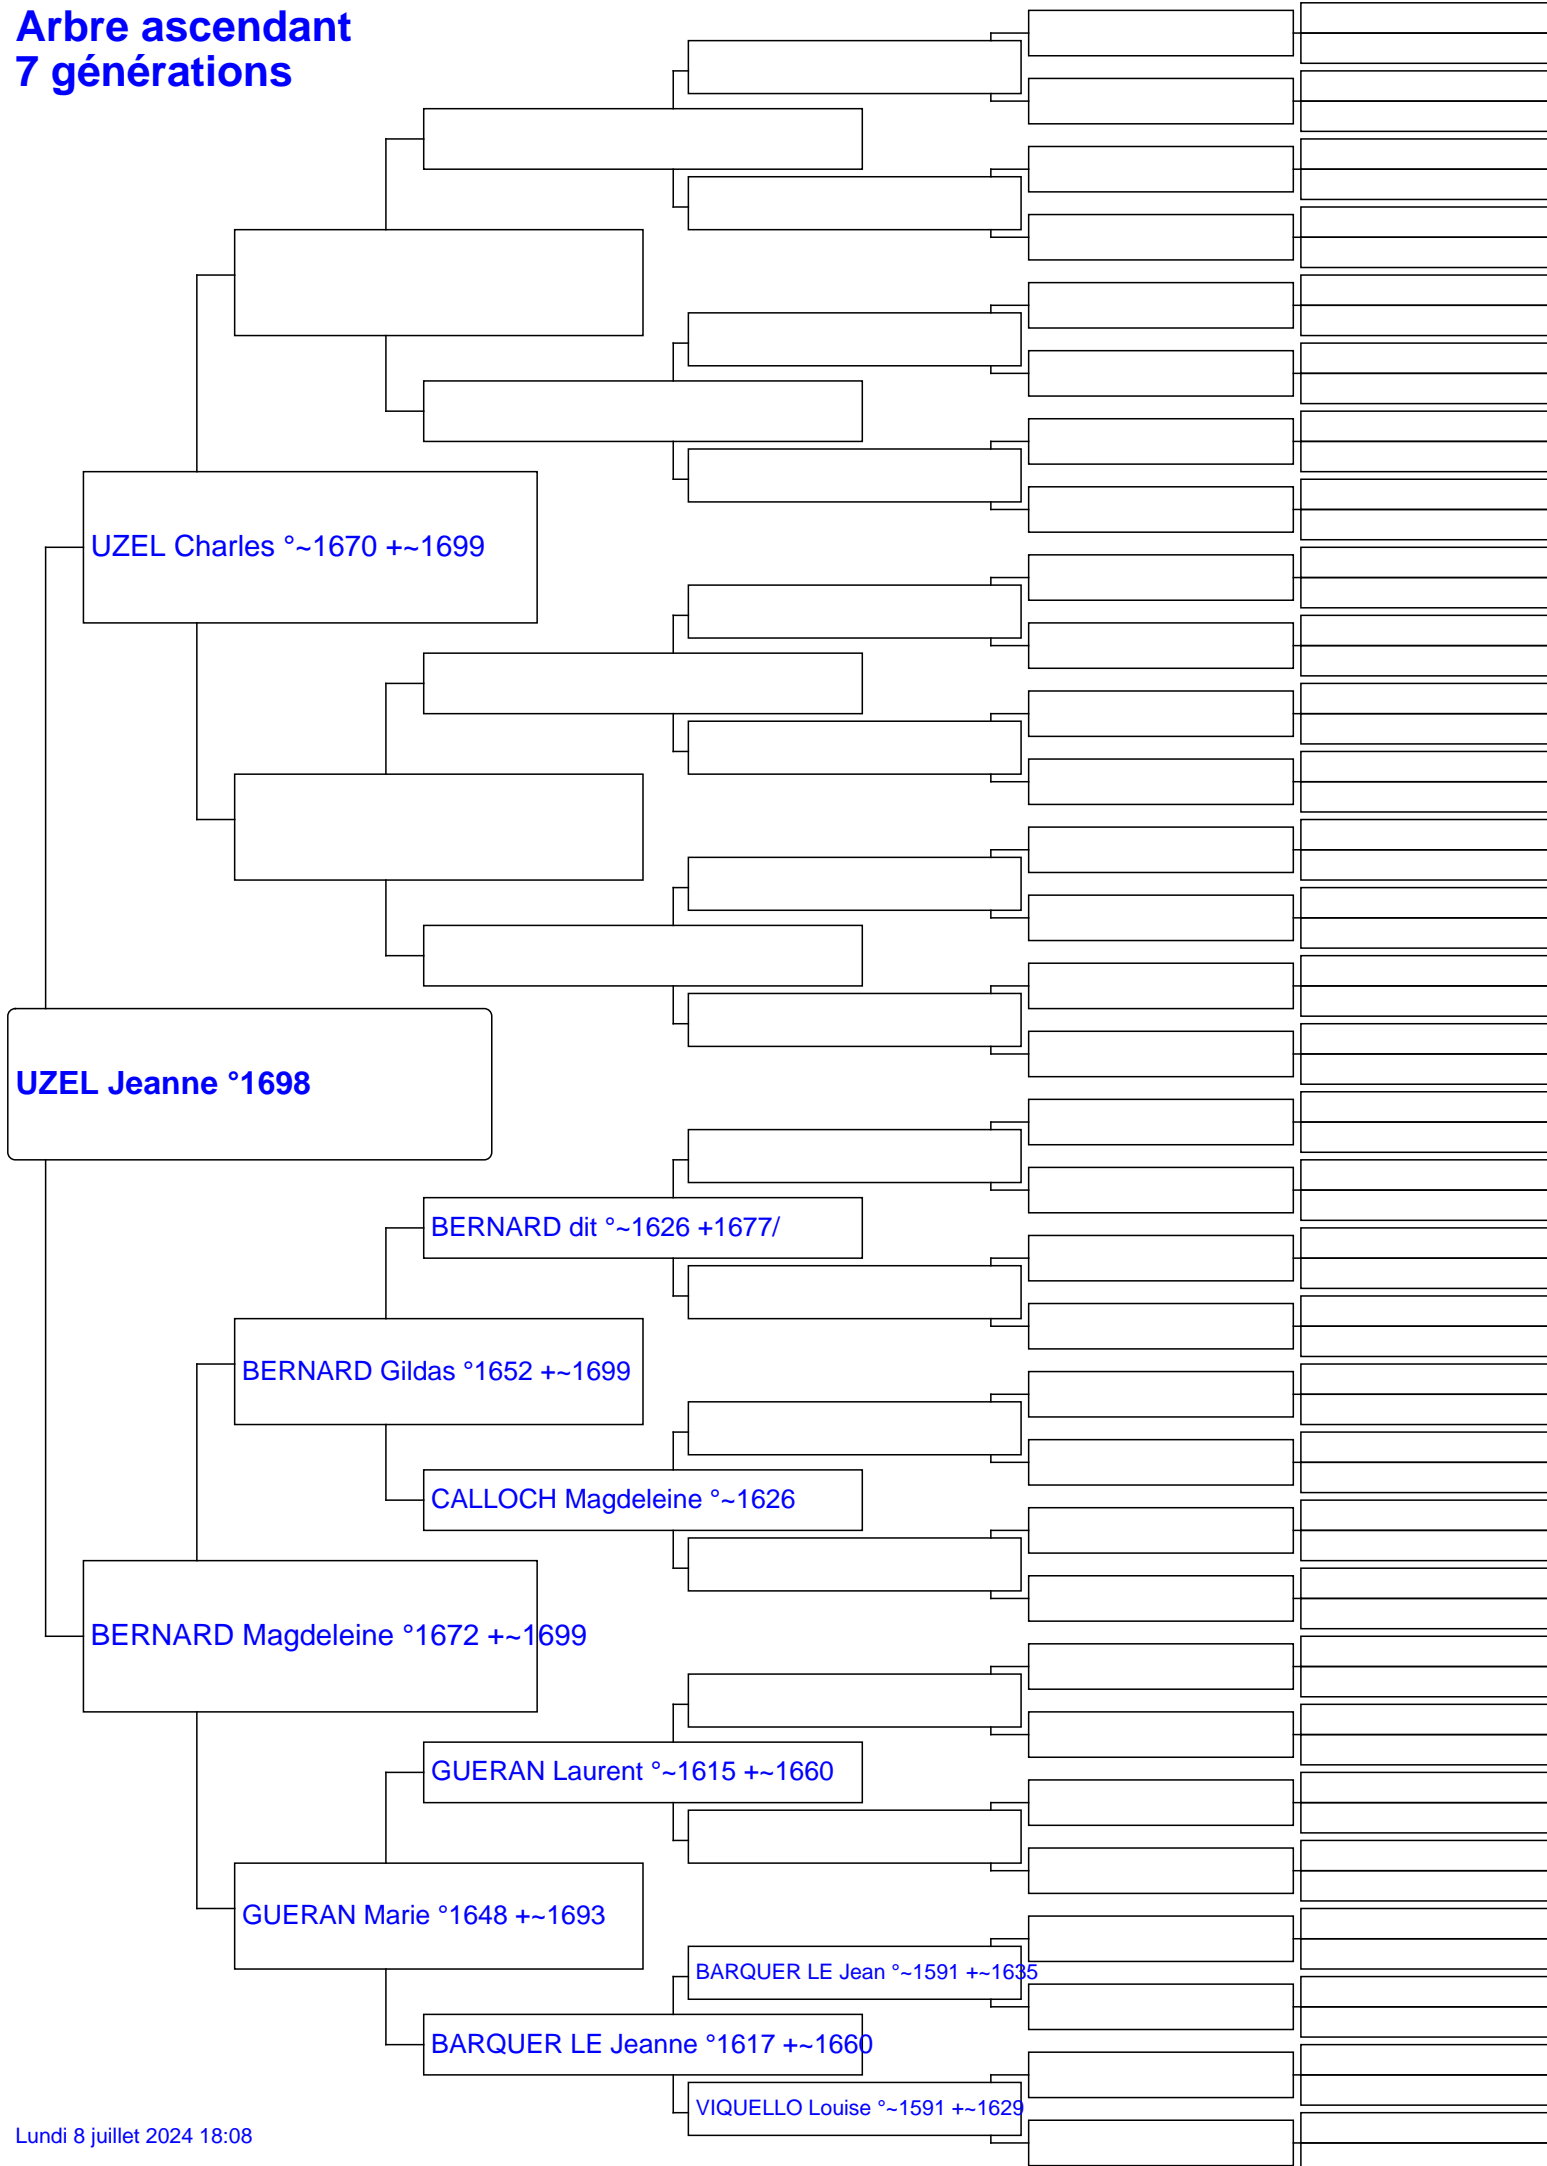 Arbre ascendant
7 générations
UZEL Charles °~1670 +~1699
UZEL Jeanne °1698
BERNARD dit °~1626 +1677/
BERNARD Gildas °1652 +~1699
CALLOCH Magdeleine °~1626
BERNARD Magdeleine °1672 +~1699
GUERAN Laurent °~1615 +~1660
GUERAN Marie °1648 +~1693
BARQUER LE Jean °~1591 +~1635
BARQUER LE Jeanne °1617 +~1660
VIQUELLO Louise °~1591 +~1629
Lundi 8 juillet 2024 18:08